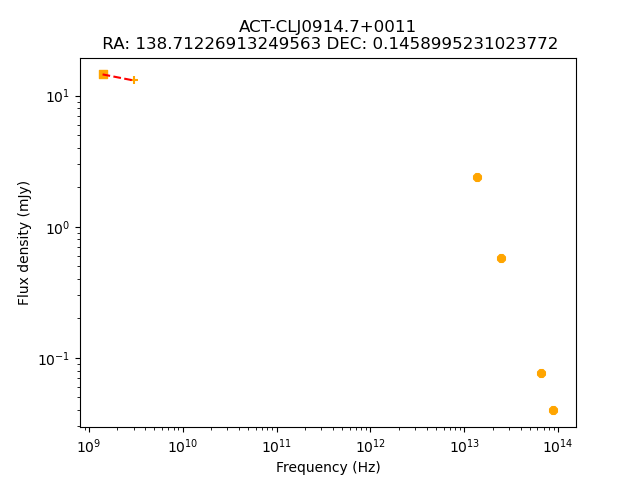 ACT-CLJ0914.7+0011
RA: 138.71226913249563 DEC: 0.1458995231023772
Flux density (mJy)
10¹
10⁰
10⁻¹
10⁹
10¹⁰
10¹¹
10¹²
10¹³
10¹⁴
Frequency (Hz)